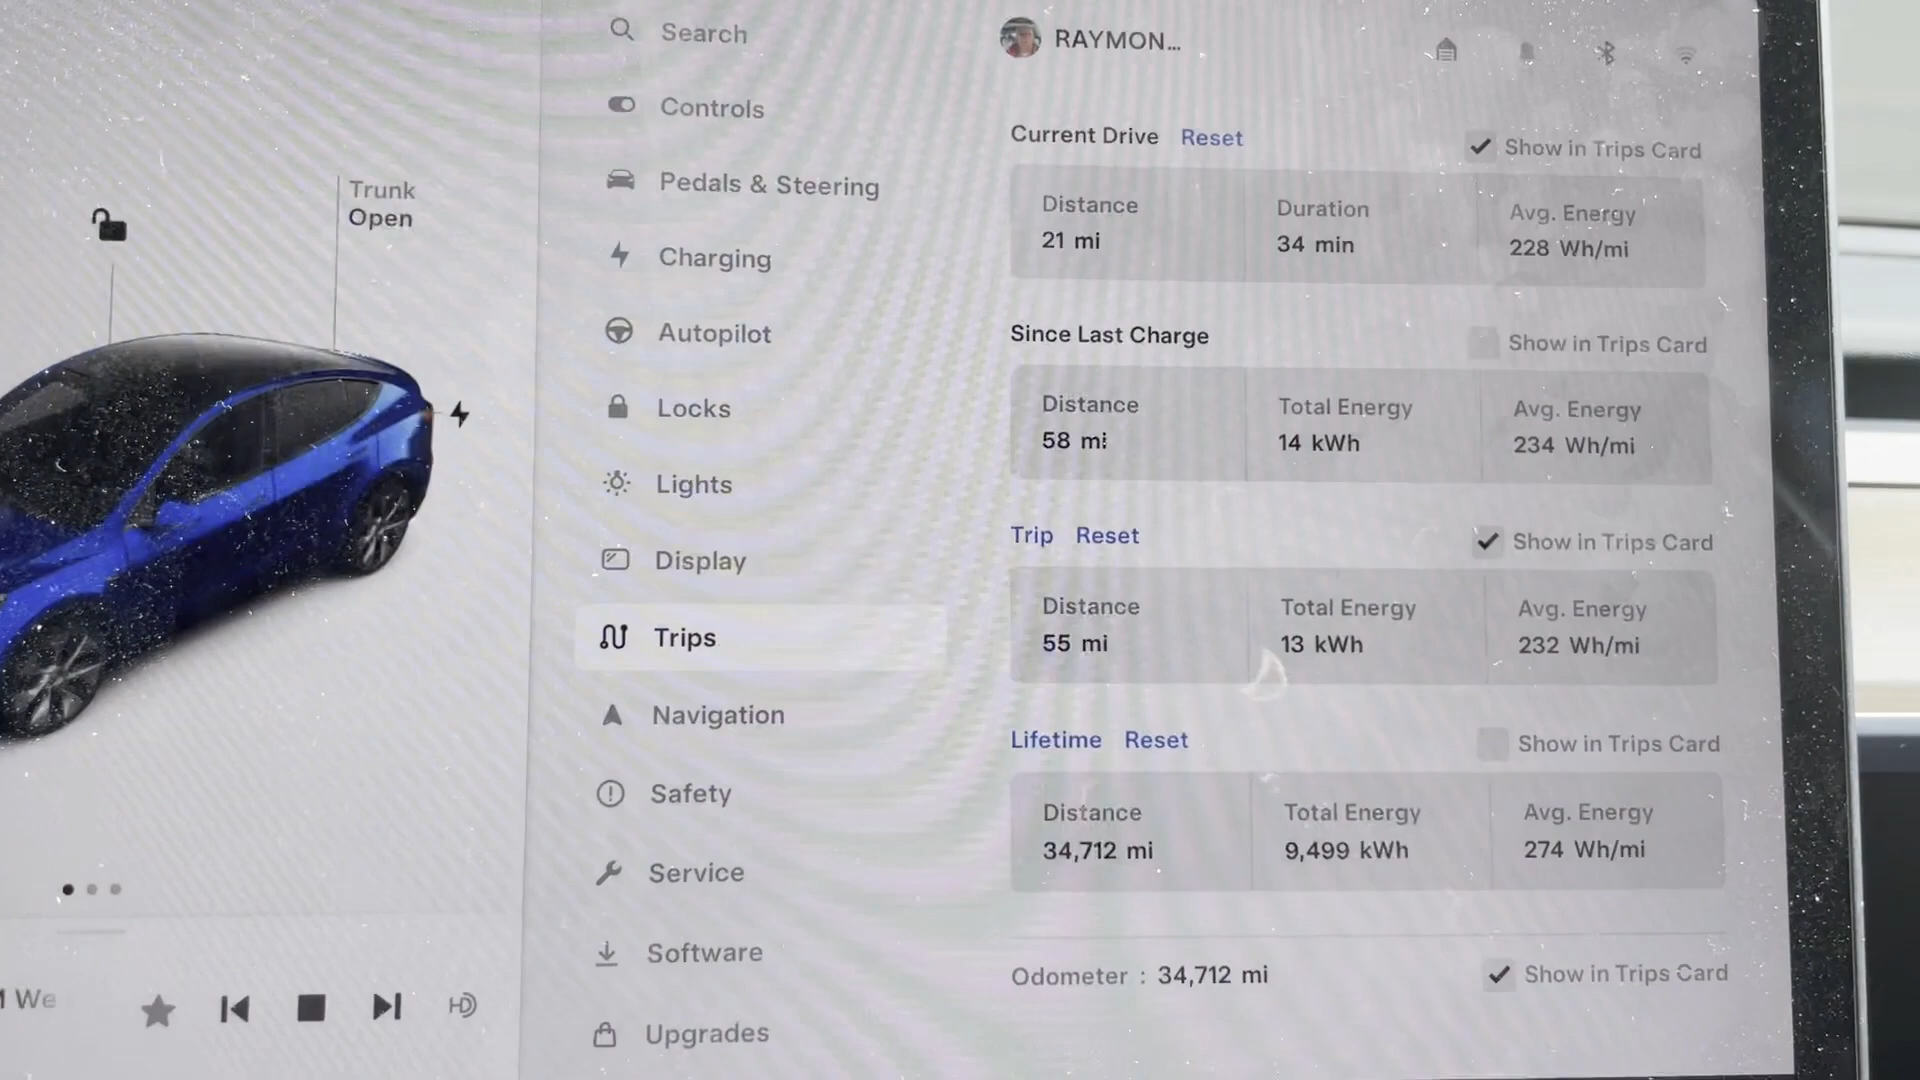 Trunk
Open
We
Search
Controls
Pedals & Steering
Charging
Autopilot
Locks
Lights
Display
Trips
Navigation
Safety
Service
Software
Upgrades
RAYMON...
Current Drive Reset
Show in Trips Card
Distance Duration Avg. Energy
21 mi 34 min 228 Wh/mi
Since Last Charge
Show in Trips Card
Distance Total Energy Avg. Energy
58 mi 14 kWh 234 Wh/mi
Trip Reset
Show in Trips Card
Distance Total Energy Avg. Energy
55 mi 13 kWh 232 Wh/mi
Lifetime Reset
Show in Trips Card
Distance Total Energy Avg. Energy
34,712 mi 9,499 kWh 274 Wh/mi
Odometer : 34,712 mi
Show in Trips Card